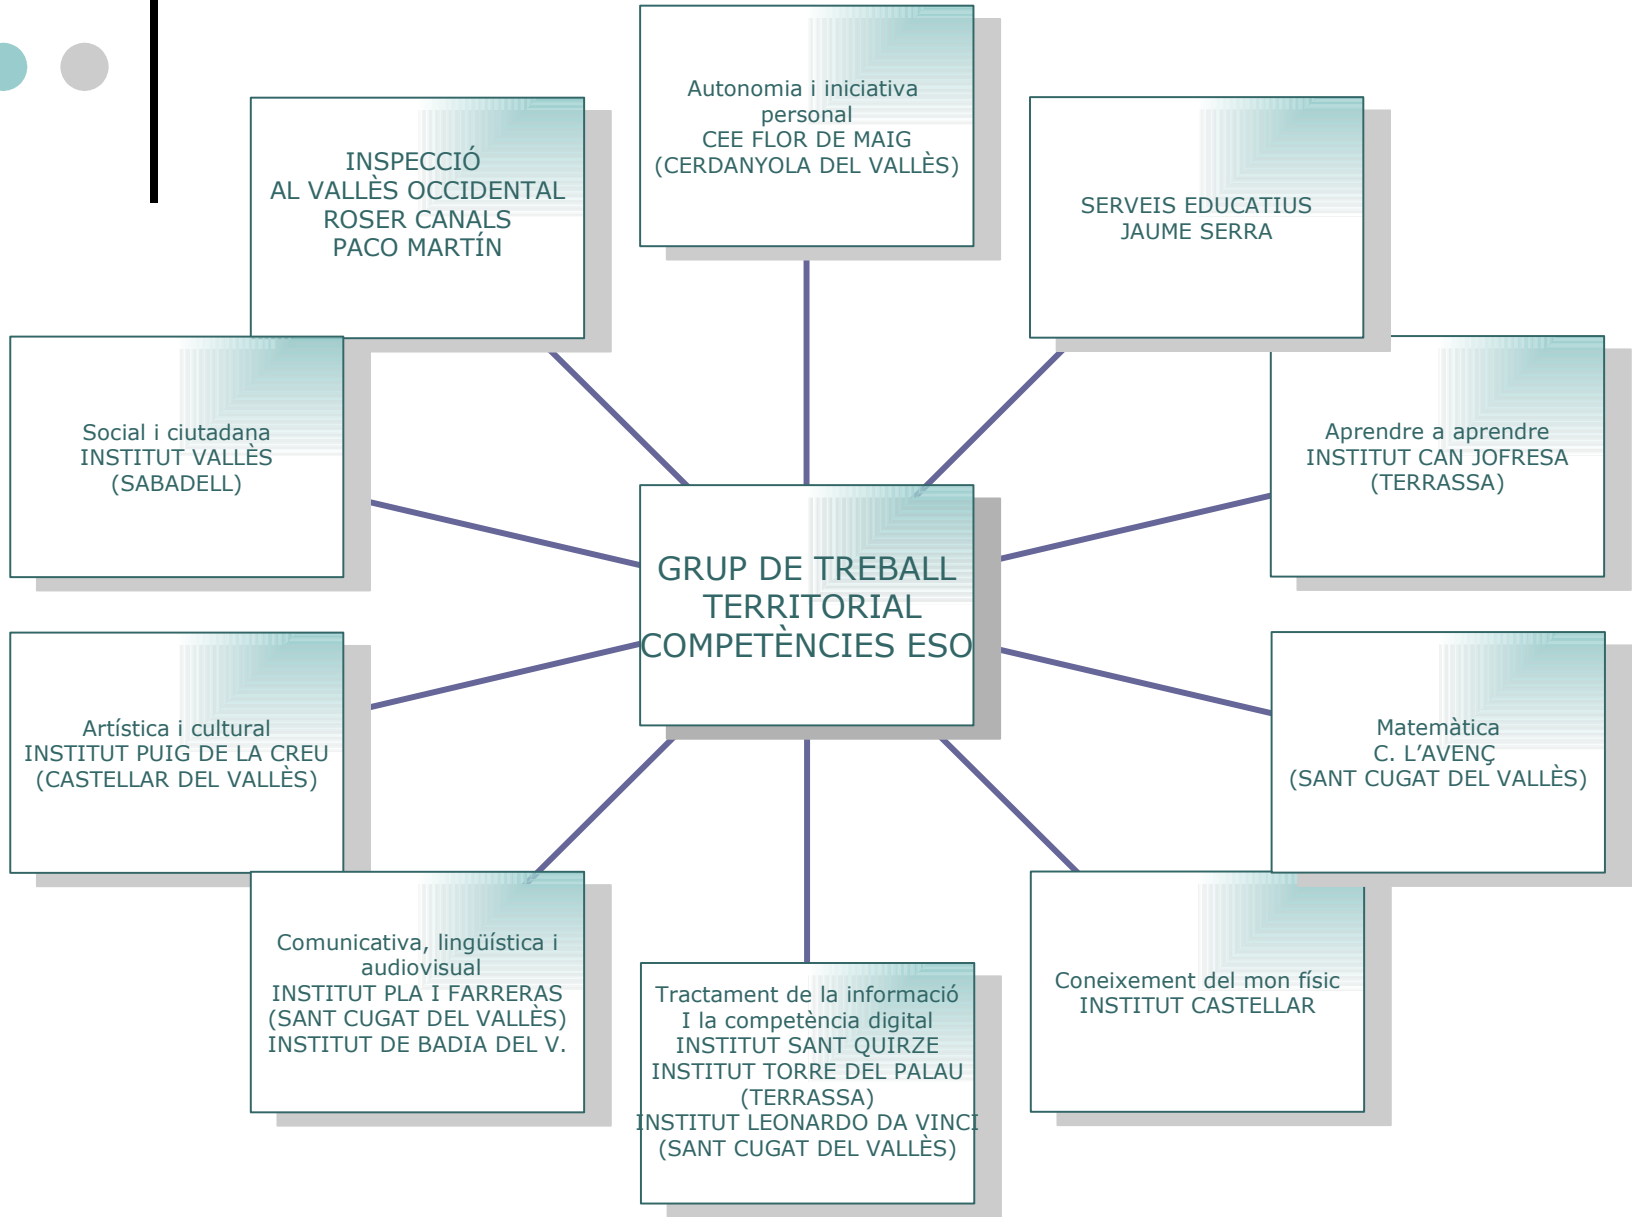 Autonomia i iniciativa
personal
CEE FLOR DE MAIG
(CERDANYOLA DEL VALLÈS)
INSPECCIÓ
AL VALLÈS OCCIDENTAL
ROSER CANALS
PACO MARTÍN
SERVEIS EDUCATIUS
JAUME SERRA
Social i ciutadana
INSTITUT VALLÈS
(SABADELL)
Aprendre a aprendre
INSTITUT CAN JOFRESA
(TERRASSA)
GRUP DE TREBALL
TERRITORIAL
COMPETÈNCIES ESO
Artística i cultural
INSTITUT PUIG DE LA CREU
(CASTELLAR DEL VALLÈS)
Matemàtica
C. L'AVENÇ
(SANT CUGAT DEL VALLÈS)
Comunicativa, lingüística i
audiovisual
INSTITUT PLA I FARRERAS
(SANT CUGAT DEL VALLÈS)
INSTITUT DE BADIA DEL V.
Tractament de la informació
I la competència digital
INSTITUT SANT QUIRZE
INSTITUT TORRE DEL PALAU
(TERRASSA)
INSTITUT LEONARDO DA VINCI
(SANT CUGAT DEL VALLÈS)
Coneixement del mon físic
INSTITUT CASTELLAR